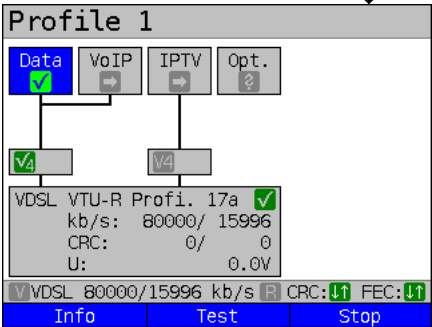 Profile 1
Data VoIP IPTV Opt.
?
V4 V4
VDSL VTU-R Profi. 17a
kb/s: 80000/ 15996
CRC: 0/ 0
U: 0.0V
V VDSL 80000/15996 kb/s R CRC: FEC:
Info Test Stop